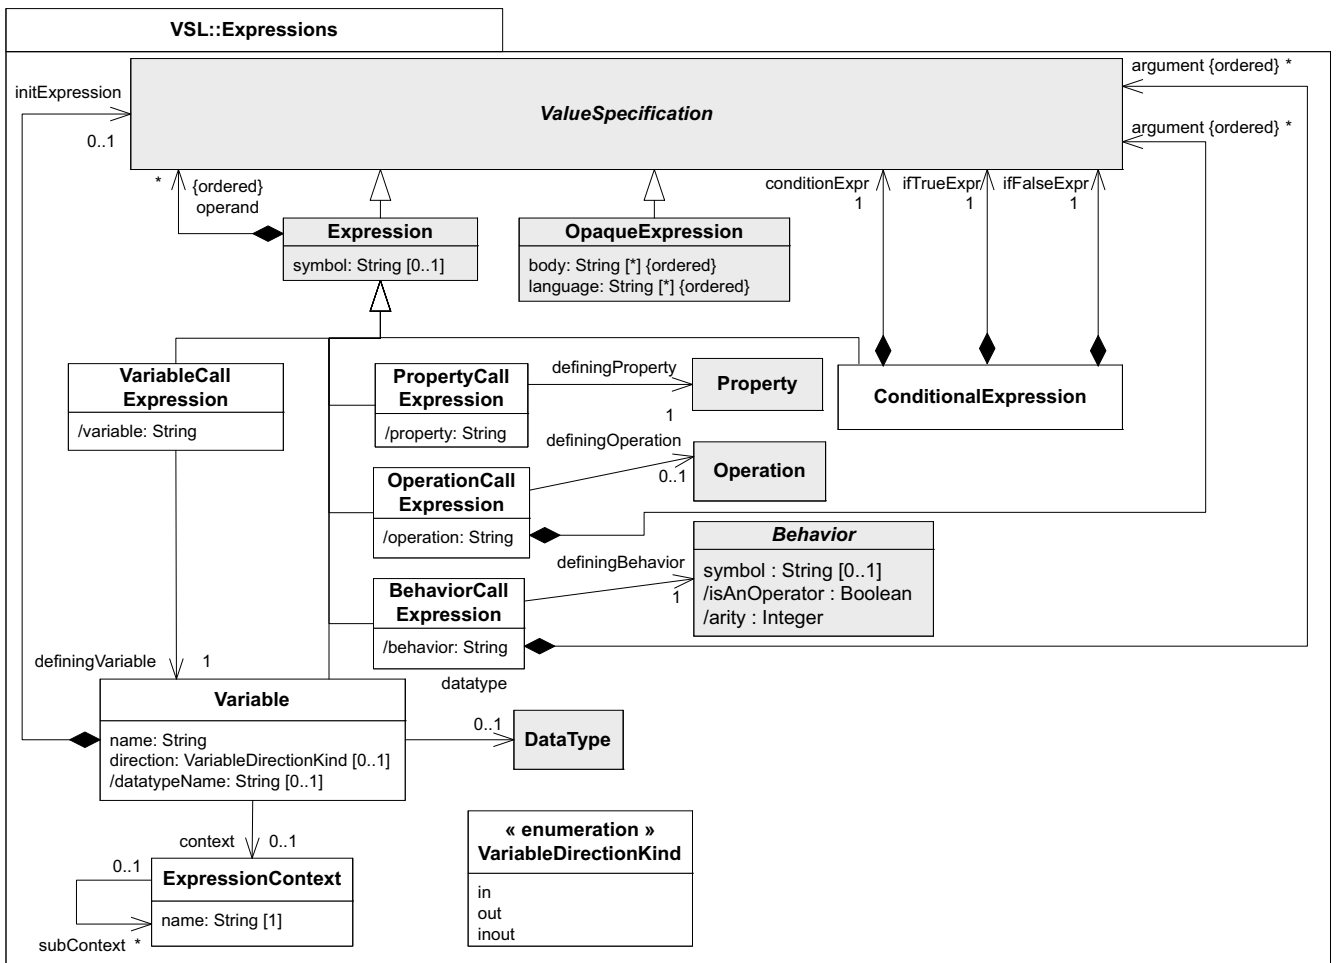 VSL::Expressions
ValueSpecification
initExpression
0..1
argument {ordered} *
argument {ordered} *
* {ordered}
operand
conditionExpr
1
ifTrueExpr
1
ifFalseExpr
1
Expression
symbol: String [0..1]
OpaqueExpression
body: String [*] {ordered}
language: String [*] {ordered}
VariableCall
Expression
/variable: String
PropertyCall
Expression
/property: String
definingProperty
1
Property
ConditionalExpression
OperationCall
Expression
/operation: String
definingOperation
0..1
Operation
BehaviorCall
Expression
/behavior: String
definingBehavior
1
Behavior
symbol : String [0..1]
/isAnOperator : Boolean
/arity : Integer
definingVariable
1
Variable
name: String
direction: VariableDirectionKind [0..1]
/datatypeName: String [0..1]
datatype
0..1
DataType
context
0..1
ExpressionContext
name: String [1]
0..1
subContext *
« enumeration »
VariableDirectionKind
in
out
inout